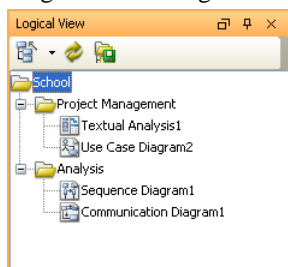 Logical View
School
Project Management
Textual Analysis1
Use Case Diagram2
Analysis
Sequence Diagram1
Communication Diagram1